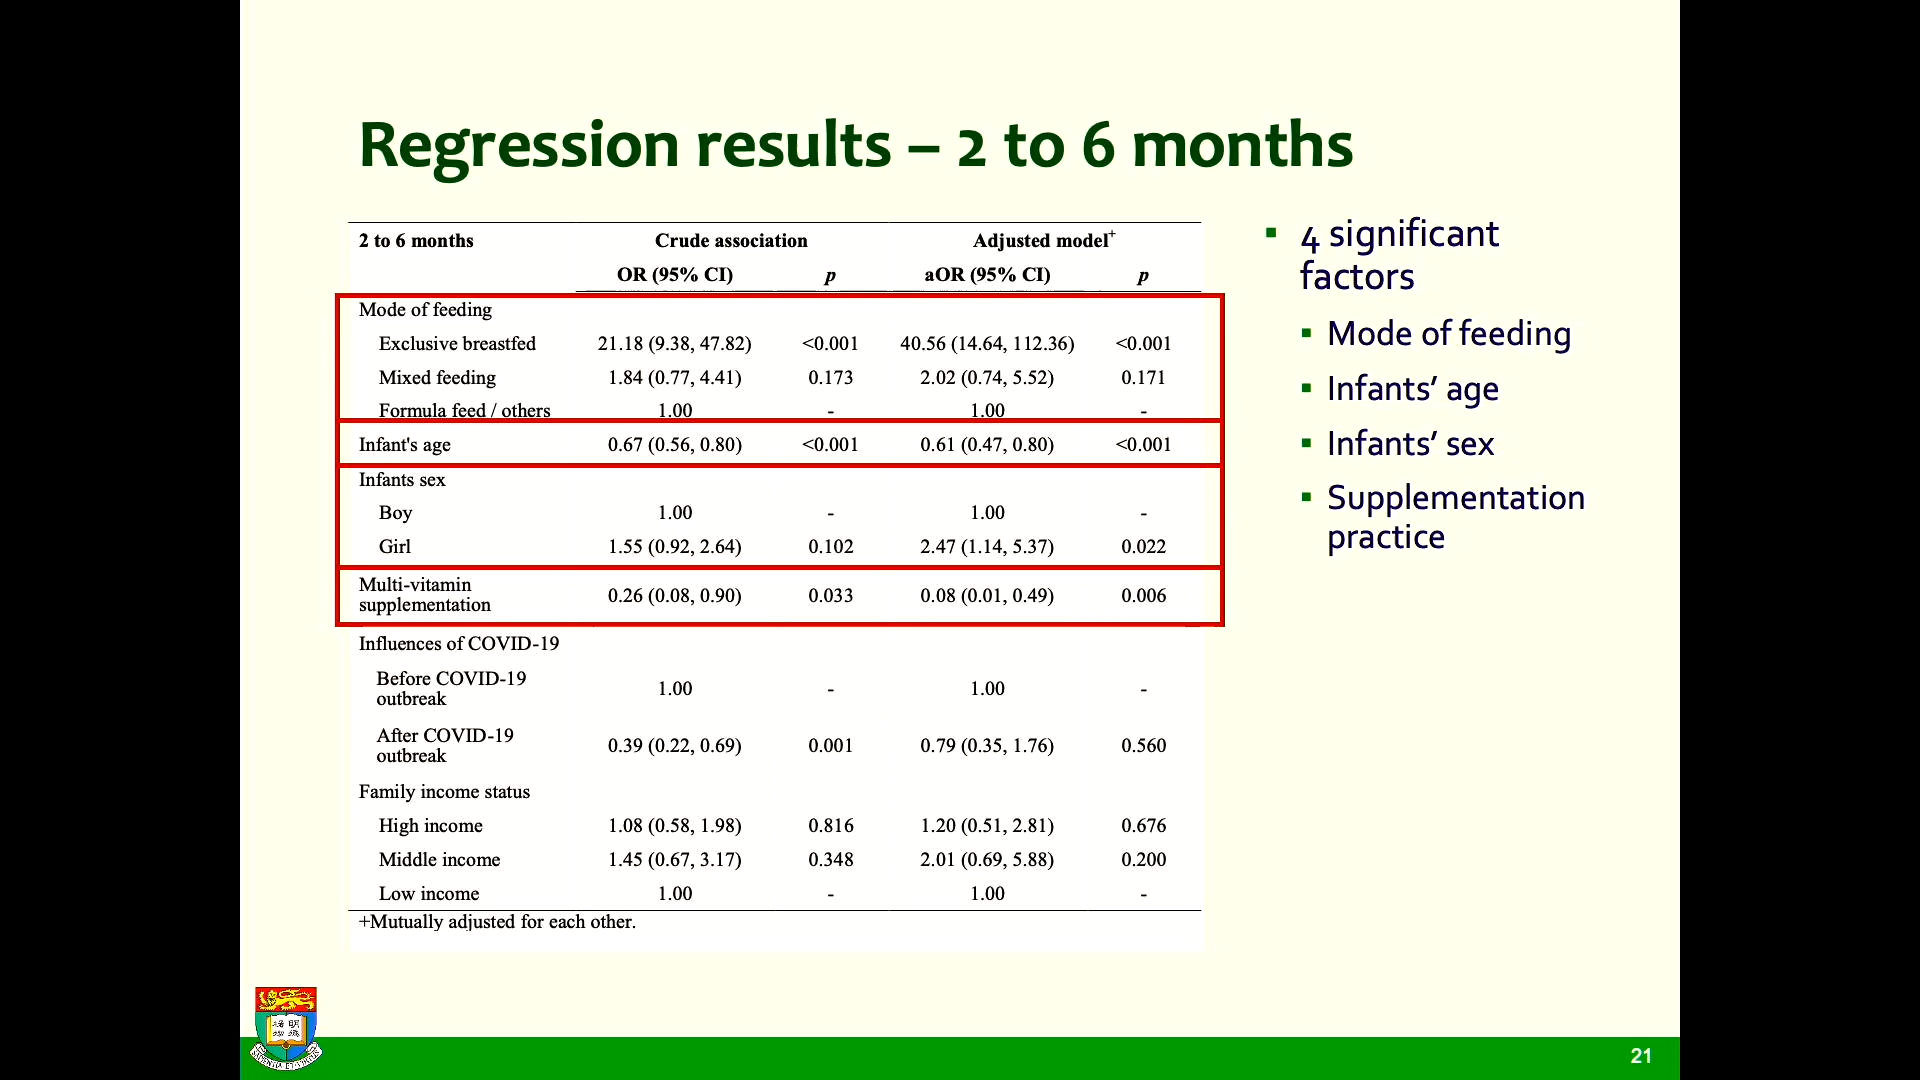 Regression results – 2 to 6 months
2 to 6 months Crude association Adjusted model+
OR (95% CI) p aOR (95% CI) p
Mode of feeding
Exclusive breastfed 21.18 (9.38, 47.82) <0.001 40.56 (14.64, 112.36) <0.001
Mixed feeding 1.84 (0.77, 4.41) 0.173 2.02 (0.74, 5.52) 0.171
Formula feed / others 1.00 - 1.00 -
Infant's age 0.67 (0.56, 0.80) <0.001 0.61 (0.47, 0.80) <0.001
Infants sex
Boy 1.00 - 1.00 -
Girl 1.55 (0.92, 2.64) 0.102 2.47 (1.14, 5.37) 0.022
Multi-vitamin
supplementation 0.26 (0.08, 0.90) 0.033 0.08 (0.01, 0.49) 0.006
Influences of COVID-19
Before COVID-19
outbreak 1.00 - 1.00 -
After COVID-19
outbreak 0.39 (0.22, 0.69) 0.001 0.79 (0.35, 1.76) 0.560
Family income status
High income 1.08 (0.58, 1.98) 0.816 1.20 (0.51, 2.81) 0.676
Middle income 1.45 (0.67, 3.17) 0.348 2.01 (0.69, 5.88) 0.200
Low income 1.00 - 1.00 -
+Mutually adjusted for each other.
▪ 4 significant
factors
▪ Mode of feeding
▪ Infants' age
▪ Infants' sex
▪ Supplementation
practice
21